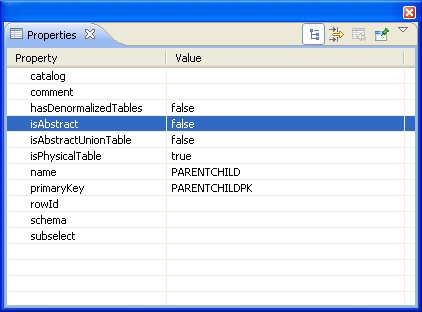 Properties
Property Value
catalog
comment
hasDenormalizedTables false
isAbstract false
isAbstractUnionTable false
isPhysicalTable true
name PARENTCHILD
primaryKey PARENTCHILDPK
rowId
schema
subselect